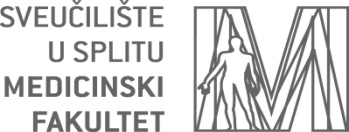 SVEUČILIŠTE
U SPLITU
MEDICINSKI
FAKULTET